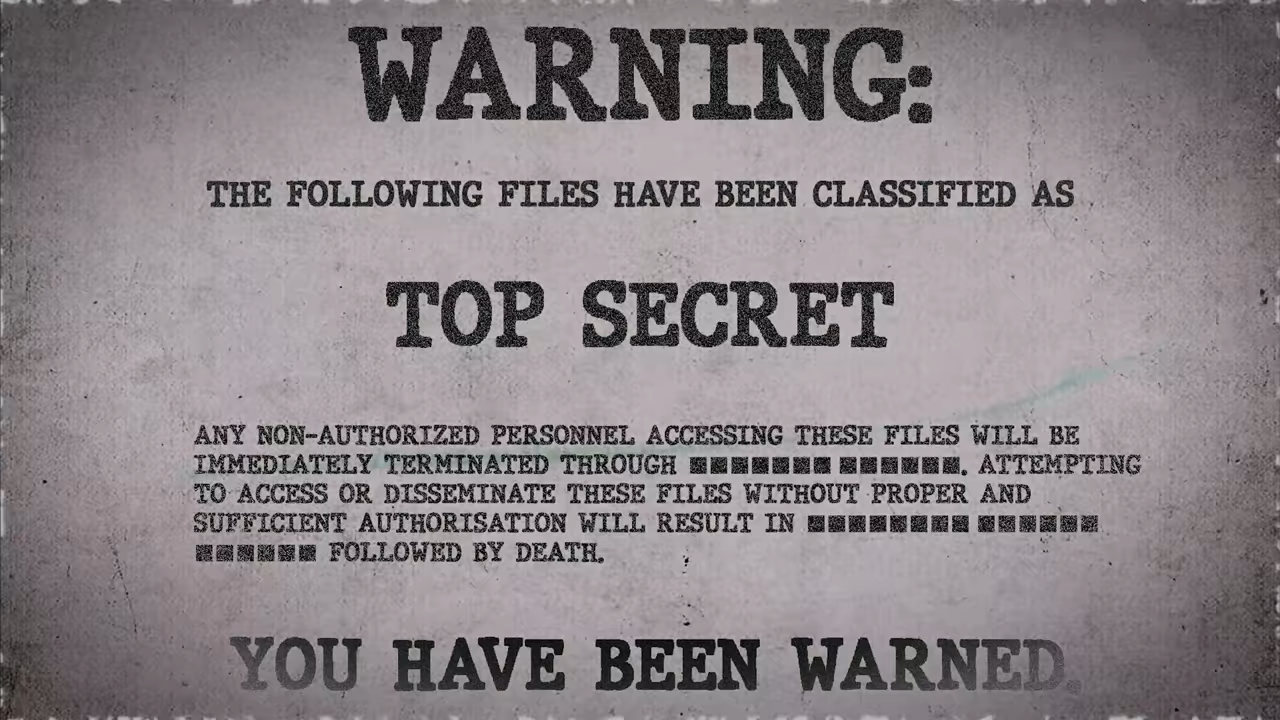 WARNING:
THE FOLLOWING FILES HAVE BEEN CLASSIFIED AS
TOP SECRET
ANY NON-AUTHORIZED PERSONNEL ACCESSING THESE FILES WILL BE
IMMEDIATELY TERMINATED THROUGH ■■■■■■■ ■■■■■■. ATTEMPTING
TO ACCESS OR DISSEMINATE THESE FILES WITHOUT PROPER AND
SUFFICIENT AUTHORISATION WILL RESULT IN ■■■■■■■■ ■■■■■■
■■■■■■ FOLLOWED BY DEATH.
YOU HAVE BEEN WARNED.